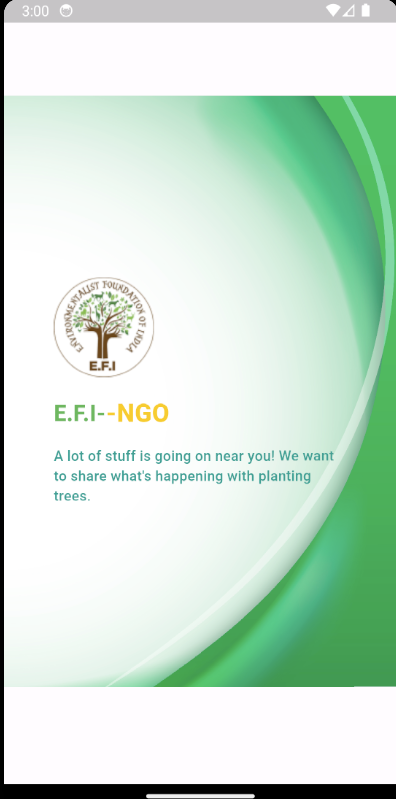 3:00
ENVIRONMENTALIST FOUNDATION OF INDIA
E.F.I
E.F.I--NGO
A lot of stuff is going on near you! We want
to share what's happening with planting
trees.